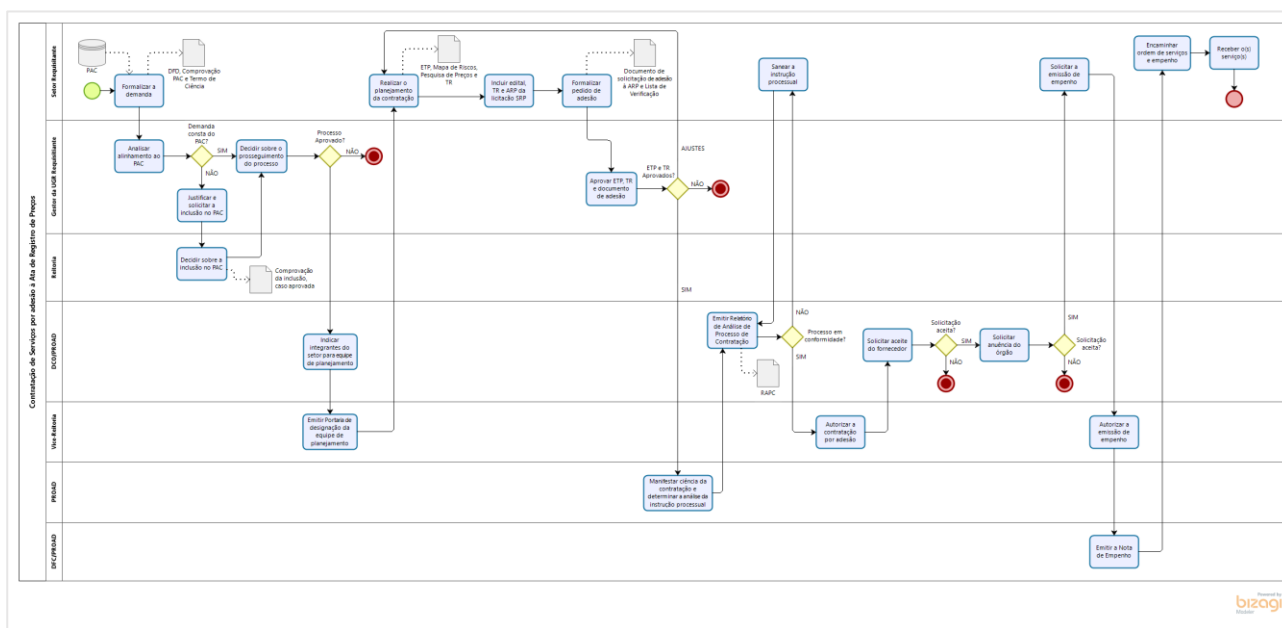 Contratação de Serviços por adesão à Ata de Registro de Preços
Setor Requisitante
PAC
DFD, Comprovação
PAC e Termo de
Ciência
Formalizar a
demanda
Realizar o
planejamento
da contratação
ETP, Mapa de Riscos,
Pesquisa de Preços e
TR
Incluir edital,
TR e ARP da
licitação SRP
Formalizar
pedido de
adesão
Documento de
solicitação de adesão
à ARP e Lista de
Verificação
Sanear a
instrução
processual
Solicitar a
emissão de
empenho
Encaminhar
ordem de serviços
e empenho
Receber o(s)
serviço(s)
Gestor da UGR Requisitante
Analisar
alinhamento ao
PAC
Demanda
consta do
PAC?
SIM
NÃO
Decidir sobre o
prosseguimento
do processo
Processo
Aprovado?
NÃO
Justificar e
solicitar a
inclusão no PAC
Aprovar ETP, TR
e documento
de adesão
ETP e TR
Aprovados?
AJUSTES
NÃO
SIM
Reitoria
Decidir sobre a
inclusão no PAC
Comprovação
da inclusão,
caso aprovada
DCO/PROAD
Indicar
integrantes do
setor para equipe
de planejamento
Emitir Relatório
de Análise de
Processo de
Contratação
RAPC
NÃO
Processo em
conformidade?
SIM
Solicitar aceite
do fornecedor
Solicitação
aceita?
SIM
NÃO
Solicitar
anuência do
órgão
SIM
Solicitação
aceita?
NÃO
Vice-Reitoria
Emitir Portaria de
designação da
equipe de
planejamento
Autorizar a
contratação
por adesão
Autorizar a
emissão de
empenho
PROAD
Manifestar ciência da
contratação e
determinar a análise da
instrução processual
DFC/PROAD
Emitir a Nota
de Empenho
Powered by
bizagi
Modeler